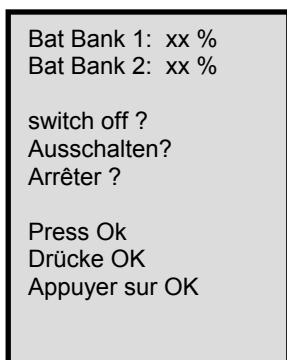 Bat Bank 1: xx %
Bat Bank 2: xx %
switch off ?
Ausschalten?
Arrêter ?
Press Ok
Drücke OK
Appuyer sur OK